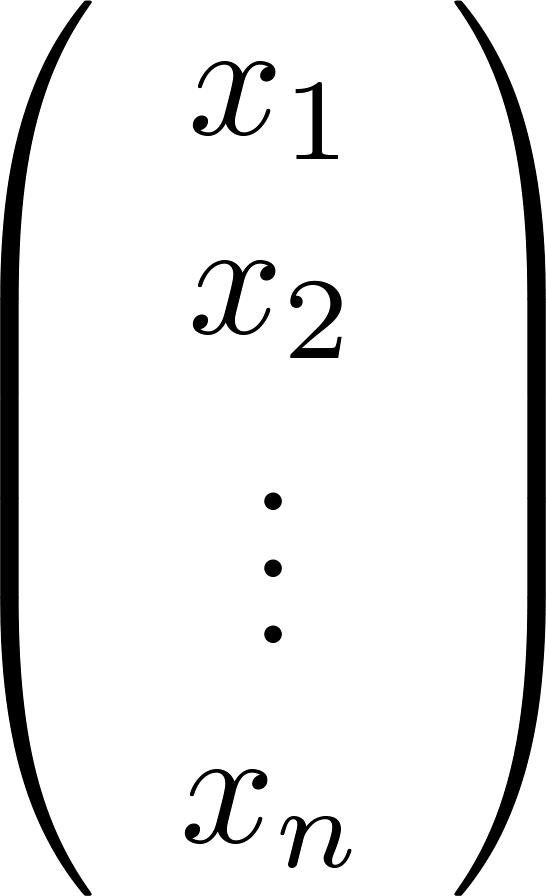 x₁
x₂
⋮
xₙ